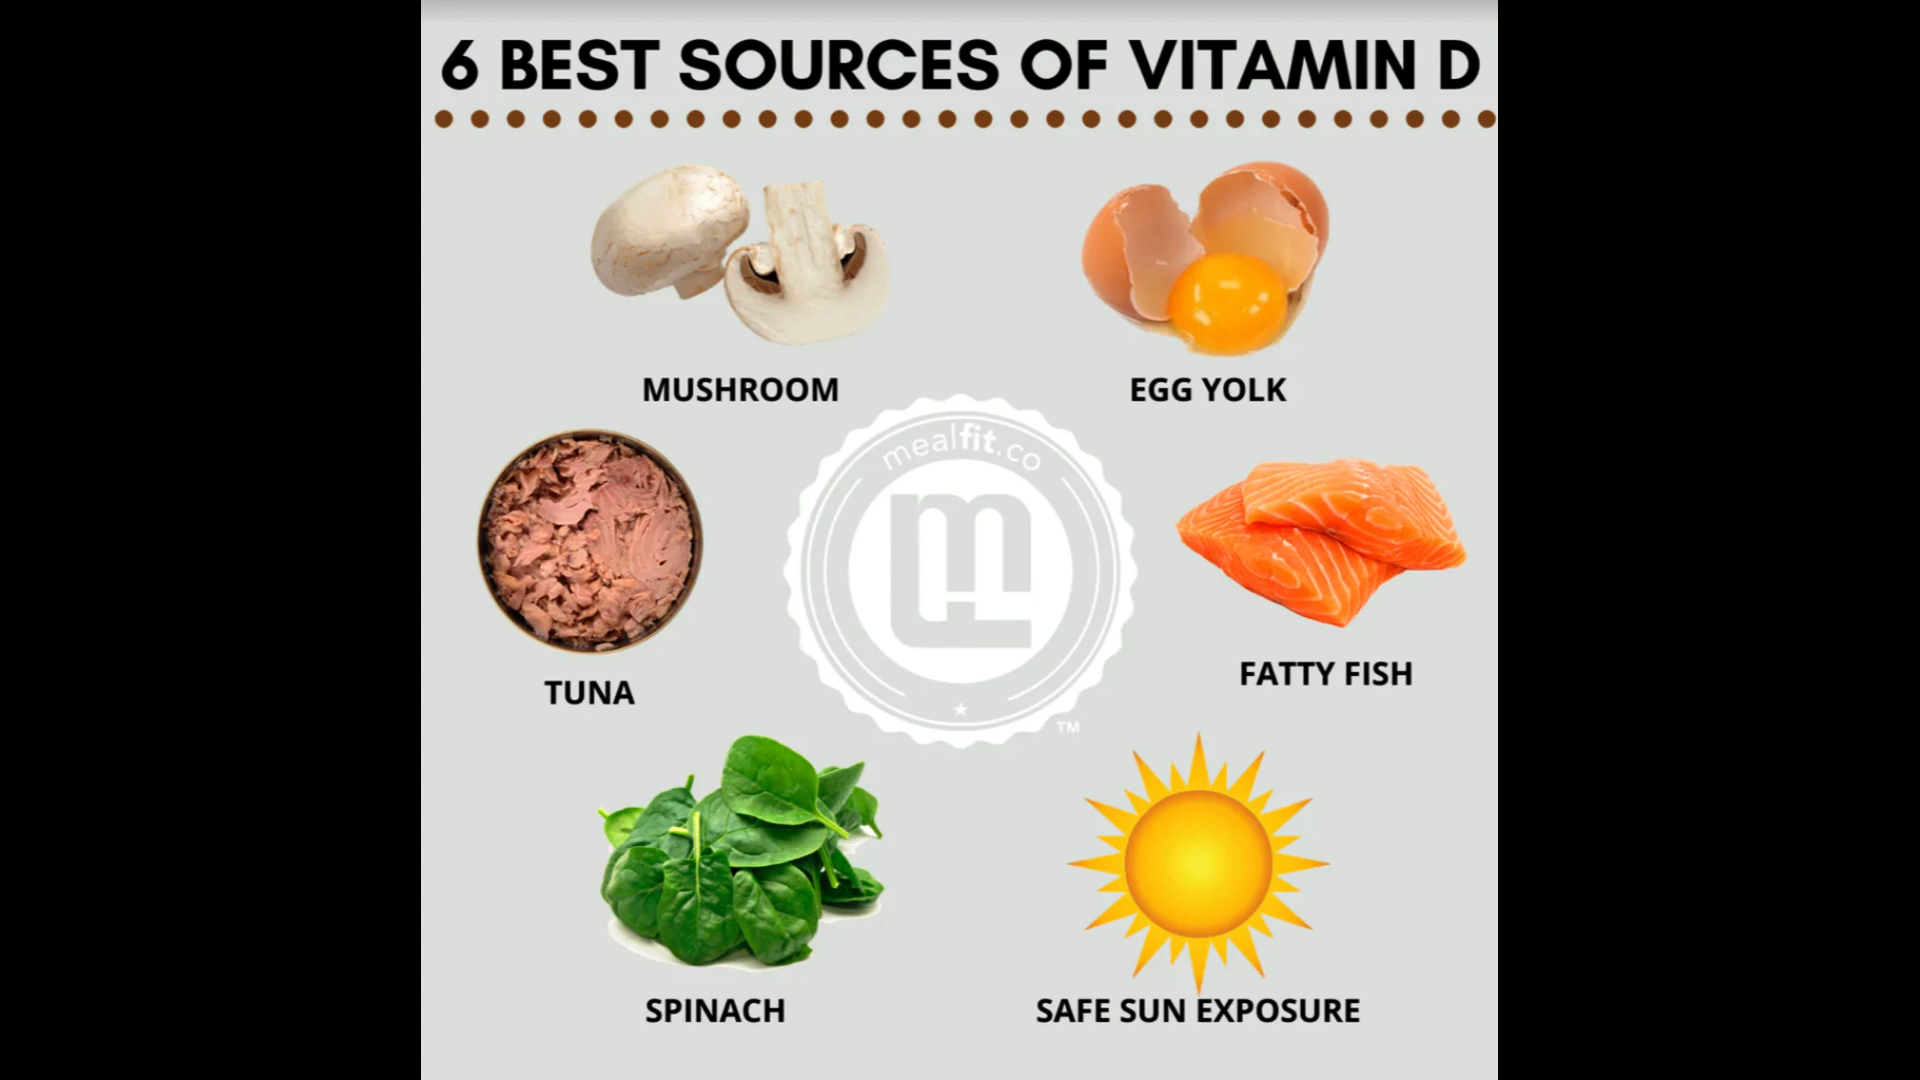 6 BEST SOURCES OF VITAMIN D
MUSHROOM
EGG YOLK
mealfit.co
TUNA
FATTY FISH
TM
SPINACH
SAFE SUN EXPOSURE